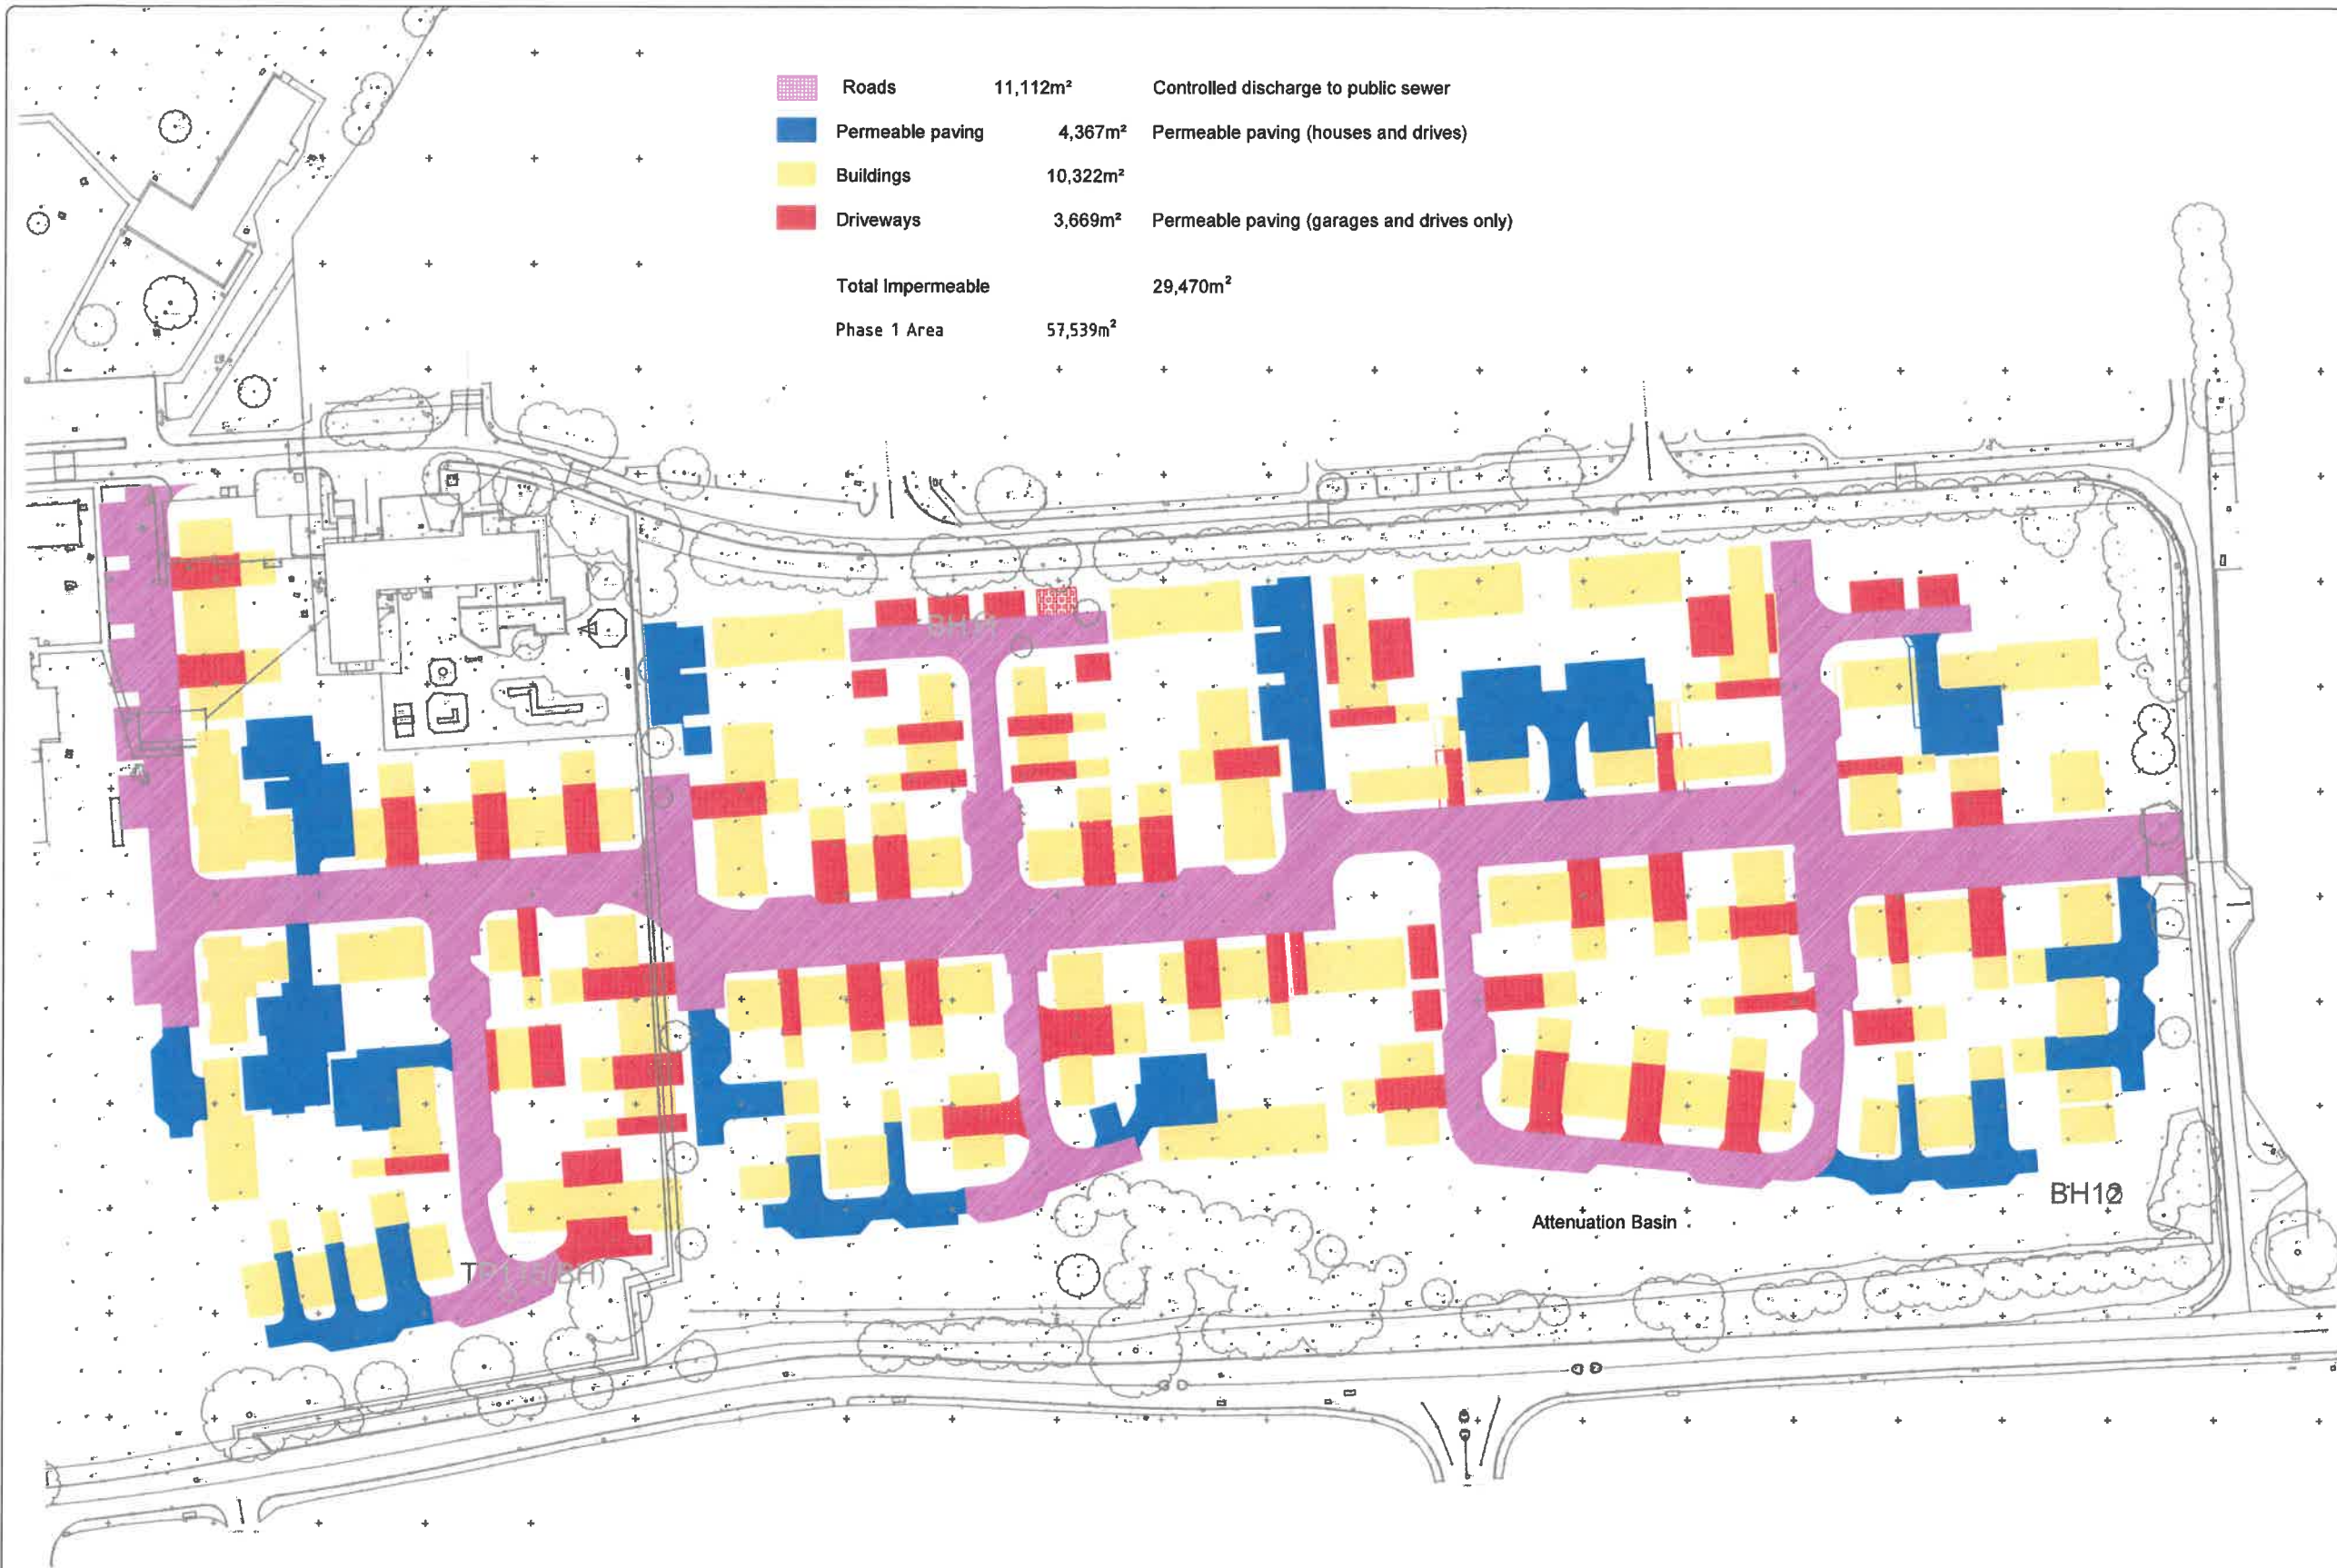 Roads 11,112m² Controlled discharge to public sewer
Permeable paving 4,367m² Permeable paving (houses and drives)
Buildings 10,322m²
Driveways 3,669m² Permeable paving (garages and drives only)
Total Impermeable 29,470m²
Phase 1 Area 57,539m²
BH11
BH12
Attenuation Basin